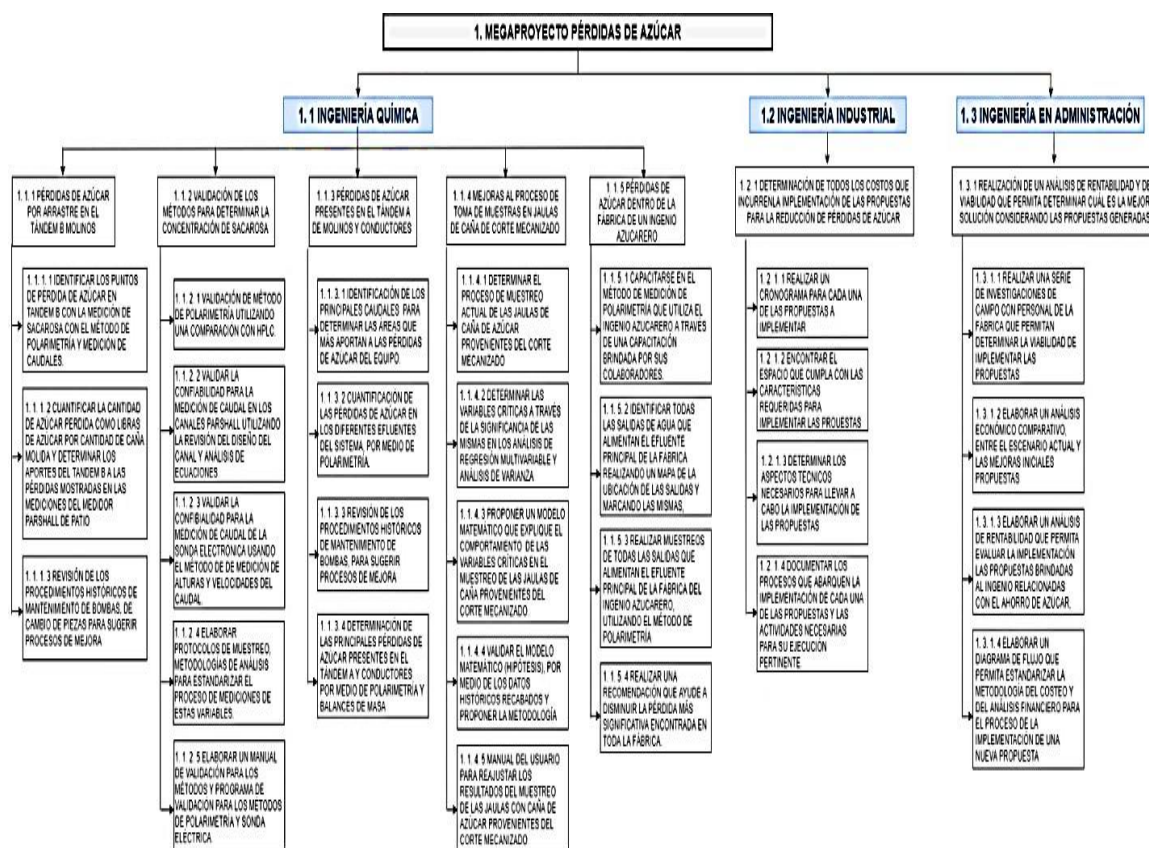 1. MEGAPROYECTO PÉRDIDAS DE AZÚCAR
1. 1 INGENIERÍA QUÍMICA
1.2 INGENIERÍA INDUSTRIAL
1. 3 INGENIERÍA EN ADMINISTRACIÓN
1. 1. 1 PÉRDIDAS DE AZÚCAR
POR ARRASTRE EN EL
TÁNDEM B MOLINOS
1. 1. 1. 1 IDENTIFICAR LOS PUNTOS
DE PÉRDIDA DE AZÚCAR EN
TANDEM B CON LA MEDICIÓN DE
SACAROSA CON EL MÉTODO DE
POLARIMETRÍA Y MEDICIÓN DE
CAUDALES.
1. 1. 1 2 CUANTIFICAR LA CANTIDAD
DE AZÚCAR PERDIDA COMO LIBRAS
DE AZÚCAR POR CANTIDAD DE CAÑA
MOLIDA Y DETERMINAR LOS
APORTES DEL TANDEM B A LAS
PÉRDIDAS MOSTRADAS EN LAS
MEDICIONES DEL MEDIDOR
PARSHALL DE PATIO
1. 1. 1 3 REVISIÓN DE LOS
PROCEDIMIENTOS HISTÓRICOS DE
MANTENIMIENTO DE BOMBAS, DE
CAMBIO DE PIEZAS PARA SUGERIR
PROCESOS DE MEJORA
1. 1. 2 VALIDACIÓN DE LOS
MÉTODOS PARA DETERMINAR LA
CONCENTRACIÓN DE SACAROSA
1. 1. 2. 1 VALIDACIÓN DE MÉTODO
DE POLARIMETRÍA UTILIZANDO
UNA COMPARACIÓN CON HPLC.
1. 1. 2. 2 VALIDAR LA
CONFIABILIDAD PARA LA
MEDICIÓN DE CAUDAL EN LOS
CANALES PARSHALL UTILIZANDO
LA REVISIÓN DEL DISEÑO DEL
CANAL Y ANÁLISIS DE
ECUACIONES
1. 1. 2 3 VALIDAR LA
CONFIBIALIDAD PARA LA
MEDICIÓN DE CAUDAL DE LA
SONDA ELECTRÓNICA USANDO
EL MÉTODO DE DE MEDICIÓN DE
ALTURAS Y VELOCIDADES DEL
CAUDAL.
1. 1. 2 4 ELABORAR
PROTOCOLOS DE MUESTREO,
METODOLOGÍAS DE ANÁLISIS
PARA ESTANDARIZAR EL
PROCESO DE MEDICIONES DE
ESTAS VARIABLES.
1. 1. 2 5 ELABORAR UN MANUAL
DE VALIDACIÓN PARA LOS
MÉTODOS Y PROGRAMA DE
VALIDACIÓN PARA LOS MÉTODOS
DE POLARIMETRÍA Y SONDA
ELÉCTRICA
1. 1. 3 PÉRDIDAS DE AZÚCAR
PRESENTES EN EL TÁNDEM A
DE MOLINOS Y CONDUCTORES
1. 1. 3. 1 IDENTIFICACIÓN DE LOS
PRINCIPALES CAUDALES PARA
DETERMINAR LAS ÁREAS QUE
MÁS APORTAN A LAS PÉRDIDAS
DE AZÚCAR DEL EQUIPO.
1. 1. 3 2 CUANTIFICACIÓN DE
LAS PÉRDIDAS DE AZÚCAR EN
LOS DIFERENTES EFLUENTES
DEL SISTEMA, POR MEDIO DE
POLARIMETRÍA.
1. 1. 3 3 REVISIÓN DE LOS
PROCEDIMIENTOS HISTÓRICOS DE
MANTENIMIENTO DE
BOMBAS, PARA SUGERIR
PROCESOS DE MEJORA
1. 1. 3. 4 DETERMINACIÓN DE
LAS PRINCIPALES PÉRDIDAS DE
AZÚCAR PRESENTES EN EL
TÁNDEM A Y CONDUCTORES
POR MEDIO DE POLARIMETRÍA Y
BALANCES DE MASA
1. 1. 4 MEJORAS AL PROCESO DE
TOMA DE MUESTRAS EN JAULAS
DE CAÑA DE CORTE MECANIZADO
1. 1. 4. 1 DETERMINAR EL
PROCESO DE MUESTREO
ACTUAL DE LAS JAULAS DE
CAÑA DE AZÚCAR
PROVENIENTES DEL CORTE
MECANIZADO
1. 1. 4. 2 DETERMINAR LAS
VARIABLES CRITICAS A TRAVÉS
DE LA SIGNIFICANCIA DE LAS
MISMAS EN LOS ANÁLISIS DE
REGRESIÓN MULTIVARIABLE Y
ANÁLISIS DE VARIANZA
1. 1. 4. 3 PROPONER UN MODELO
MATEMÁTICO QUE EXPLIQUE EL
COMPORTAMIENTO DE LAS
VARIABLES CRÍTICAS EN EL
MUESTREO DE LAS JAULAS DE
CAÑA PROVENIENTES DEL
CORTE MECANIZADO
1. 1. 4 4 VALIDAR EL MODELO
MATEMÁTICO (HIPÓTESIS), POR
MEDIO DE LOS DATOS
HISTÓRICOS RECABADOS Y
PROPONER LA METODOLOGÍA
1. 1. 4 5 MANUAL DEL USUARIO
PARA REAJUSTAR LOS
RESULTADOS DEL MUESTREO
DE LAS JAULAS CON CAÑA DE
AZÚCAR PROVENIENTES DEL
CORTE MECANIZADO
1. 1. 5 PÉRDIDAS DE
AZÚCAR DENTRO DE LA
FÁBRICA DE UN INGENIO
AZUCARERO
1. 1. 5. 1 CAPACITARSE EN EL
MÉTODO DE MEDICIÓN DE
POLARIMETRÍA QUE UTILIZA EL
INGENIO AZUCARERO A TRAVES
DE UNA CAPACITACIÓN
BRINDADA POR SUS
COLABORADORES.
1. 1. 5. 2 IDENTIFICAR TODAS
LAS SALIDAS DE AGUA QUE
ALIMENTAN EL EFLUENTE
PRINCIPAL DE LA FABRICA
REALIZANDO UN MAPA DE LA
UBICACIÓN DE LAS SALIDAS Y
MARCANDO LAS MISMAS,
1. 1. 5 3 REALIZAR MUESTREOS
DE TODAS LAS SALIDAS QUE
ALIMENTAN EL EFLUENTE
PRINCIPAL DE LA FABRICA DEL
INGENIO AZUCARERO,
UTILIZANDO EL MÉTODO DE
POLARIMETRÍA
1. 1. 5 4 REALIZAR UNA
RECOMENDACIÓN QUE AYUDE A
DISMINUIR LA PÉRDIDA MÁS
SIGNIFICATIVA ENCONTRADA EN
TODA LA FÁBRICA.
1. 2. 1 DETERMINACIÓN DE TODOS LOS COSTOS QUE
INCURRENLA IMPLEMENTACIÓN DE LAS PROPUESTAS
PARA LA REDUCCIÓN DE PÉRDIDAS DE AZÚCAR
1. 2. 1. 1 REALIZAR UN
CRONOGRAMA PARA CADA UNA
DE LAS PROPUESTAS A
IMPLEMENTAR
1. 2. 1. 2 ENCONTRAR EL
ESPACIO QUE CUMPLA CON LAS
CARACTERÍSTICAS
REQUERIDAS PARA
IMPLEMENTAR LAS PROUESTAS
1. 2. 1. 3 DETERMINAR LOS
ASPECTOS TÉCNICOS
NECESARIOS PARA LLEVAR A
CABO LA IMPLEMENTACIÓN DE
LAS PROPUESTAS
1. 2. 1. 4 DOCUMENTAR LOS
PROCESOS QUE ABARQUEN LA
IMPLEMENTACIÓN DE CADA UNA
DE LAS PROPUESTAS Y LAS
ACTIVIDADES NECESARIAS
PARA SU EJECUCION
PERTINENTE
1. 3. 1 REALIZACIÓN DE UN ANÁLISIS DE RENTABILIDAD Y DE
VIABILIDAD QUE PERMITA DETERMINAR CUÁL ES LA MEJOR
SOLUCIÓN CONSIDERANDO LAS PROPUESTAS GENERADAS
1. 3. 1. 1 REALIZAR UNA SERIE
DE INVESTIGACIONES DE
CAMPO CON PERSONAL DE LA
FABRICA QUE PERMITAN
DETERMINAR LA VIABILIDAD DE
IMPLEMENTAR LAS
PROPUESTAS
1. 3. 1. 2 ELABORAR UN ANÁLISIS
ECONÓMICO COMPARATIVO,
ENTRE EL ESCENARIO ACTUAL Y
LAS MEJORAS INICIALES
PROPUESTAS
1. 3. 1. 3 ELABORAR UN ANÁLISIS
DE RENTABILIDAD QUE PERMITA
EVALUAR LA IMPLEMENTACIÓN
LAS PROPUESTAS BRINDADAS
AL INGENIO RELACIONADAS
CON EL AHORRO DE AZÚCAR.
1. 3. 1. 4 ELABORAR UN
DIAGRAMA DE FLUJO QUE
PERMITA ESTANDARIZAR LA
METODOLOGÍA DEL COSTEO Y
DEL ANÁLISIS FINANCIERO PARA
EL PROCESO DE LA
IMPLEMENTACIÓN DE UNA
NUEVA PROPUESTA